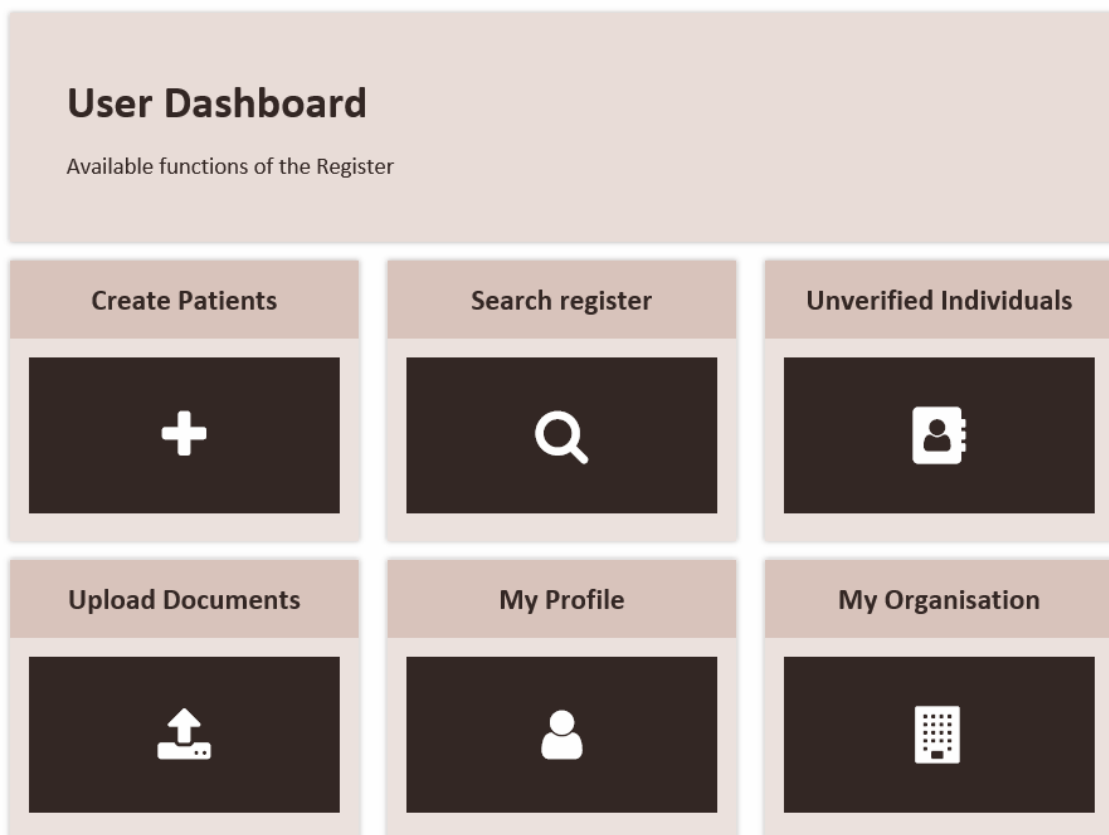 User Dashboard
Available functions of the Register
Create Patients
Search register
Unverified Individuals
Upload Documents
My Profile
My Organisation